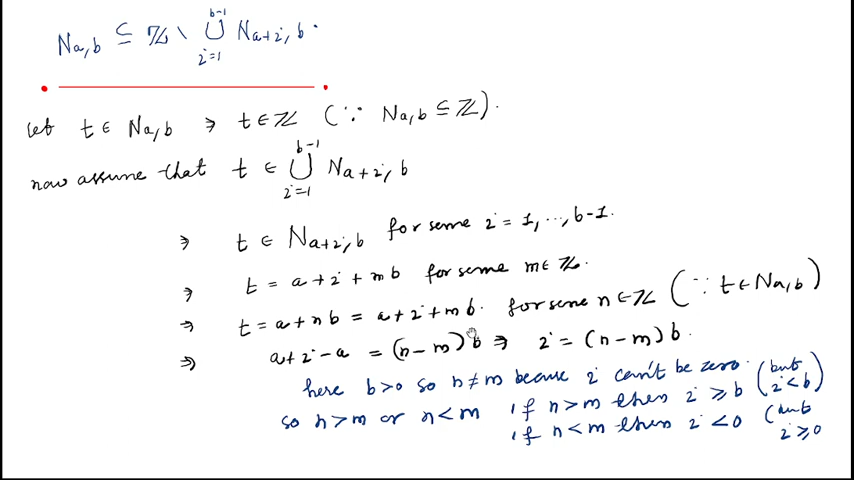 N_{a,b} ⊆ ℤ \ ⋃_{i=1}^{b-1} N_{a+i,b}.
Let t ∈ N_{a,b} ⇒ t ∈ ℤ (∵ N_{a,b} ⊆ ℤ).
now assume that t ∈ ⋃_{i=1}^{b-1} N_{a+i,b}
⇒ t ∈ N_{a+i,b} for some i = 1, ..., b-1.
⇒ t = a + i + mb for some m ∈ ℤ.
⇒ t = a + nb = a + i + mb. for some n ∈ ℤ (∵ t ∈ N_{a,b})
⇒ a + i - a = (n - m) b ⇒ i = (n - m) b.
here b > 0 so n ≠ m because i can't be zero. (but i < b)
so n > m or n < m if n > m then i ≥ b
if n < m then i < 0 (but i ≥ 0